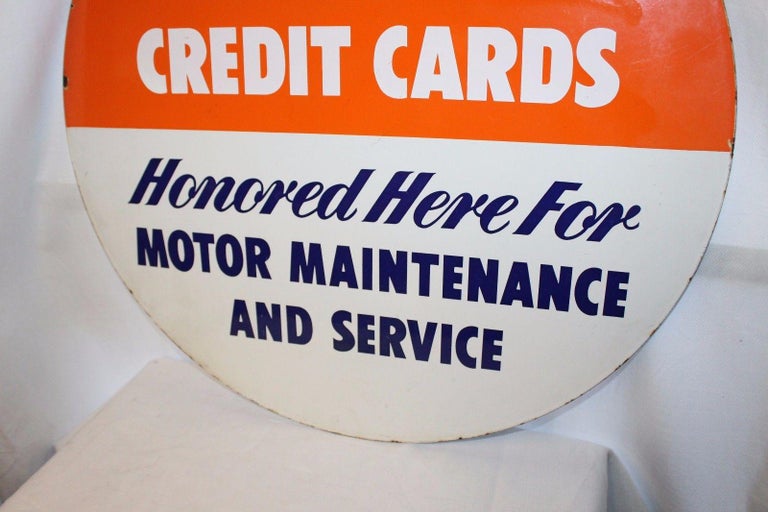 CREDIT CARDS
Honored Here For
MOTOR MAINTENANCE
AND SERVICE